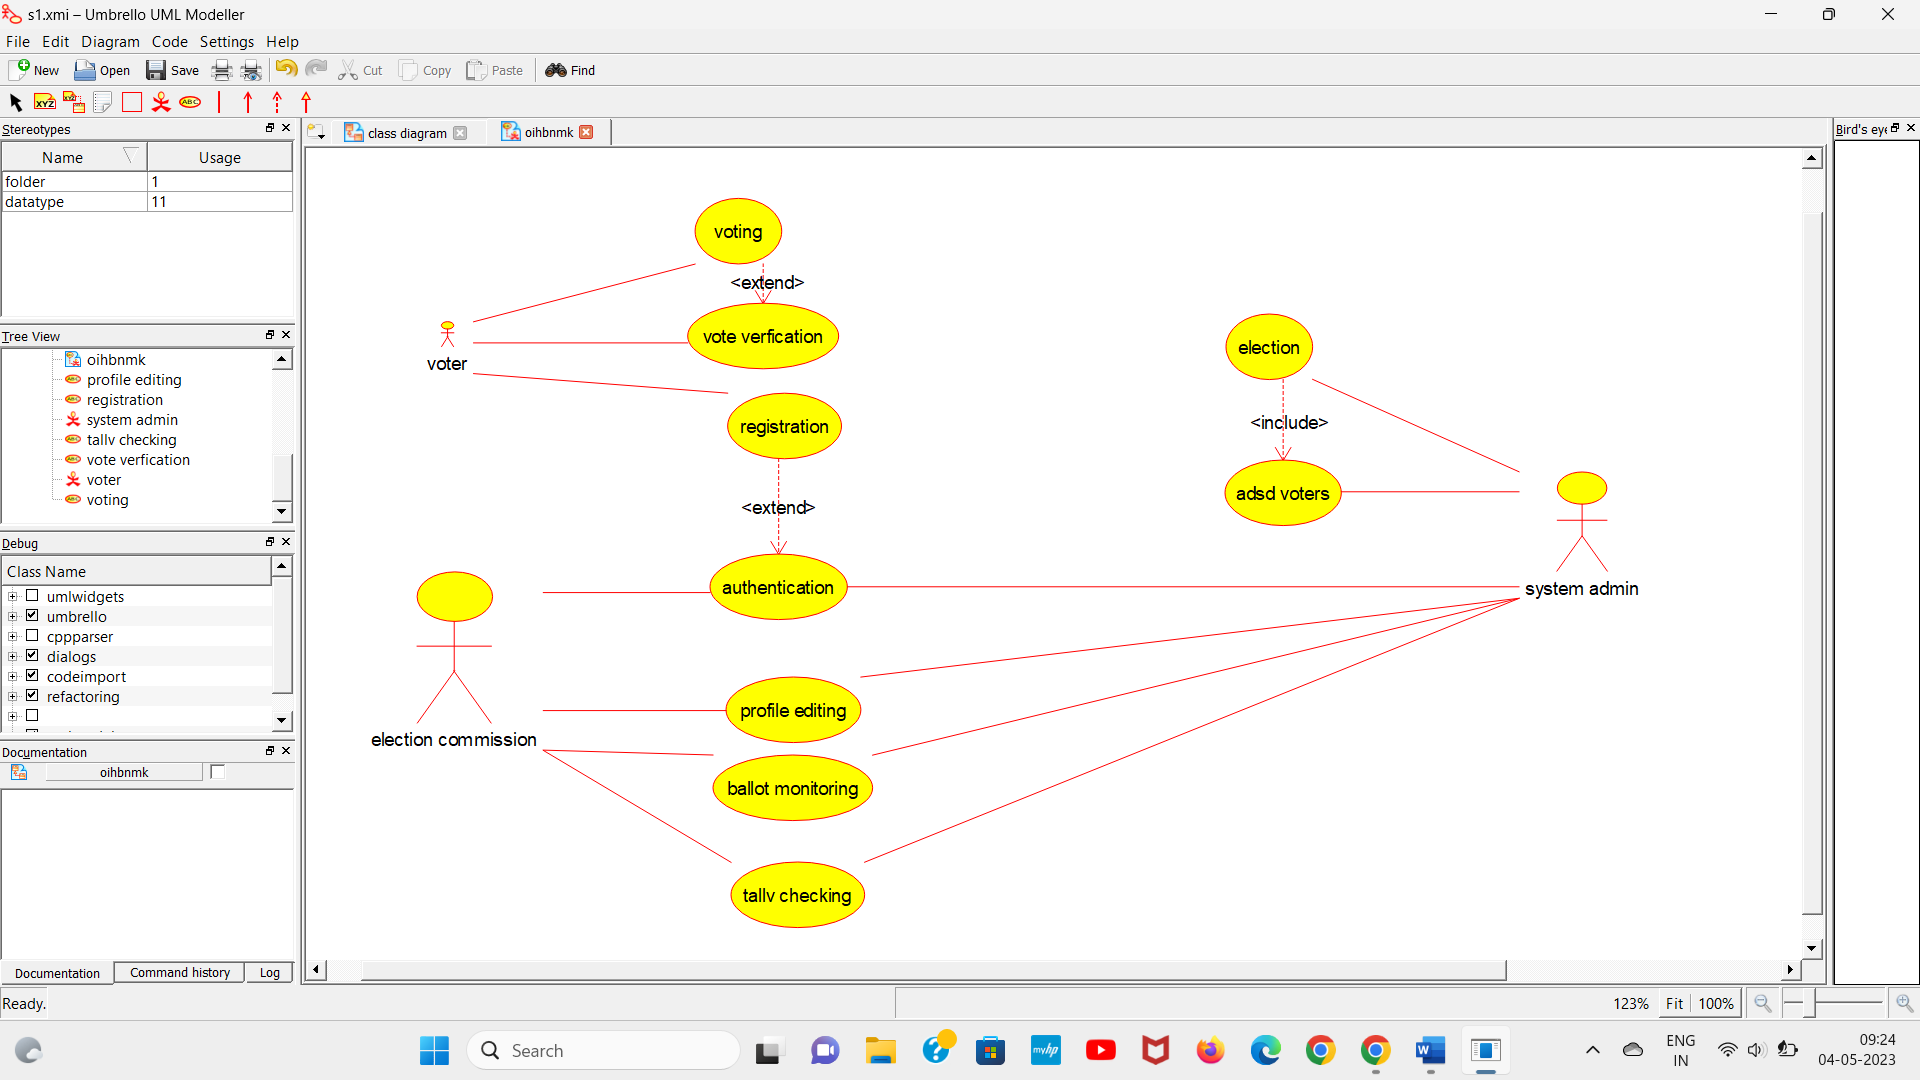 s1.xmi – Umbrello UML Modeller
File Edit Diagram Code Settings Help
New Open Save Cut Copy Paste Find
XYZ XYZ ABC
Stereotypes
Name Usage
folder 1
datatype 11
Tree View
oihbnmk
profile editing
registration
system admin
tallv checking
vote verfication
voter
voting
Debug
Class Name
umlwidgets
umbrello
cppparser
dialogs
codeimport
refactoring
Documentation
oihbnmk
Documentation Command history Log
Ready.
class diagram oihbnmk
voting
<extend>
vote verfication
voter
registration
<extend>
authentication
election commission
profile editing
ballot monitoring
tallv checking
election
<include>
adsd voters
system admin
Bird's eye
123% Fit 100%
Search
myhp
W
ENG
IN
09:24
04-05-2023